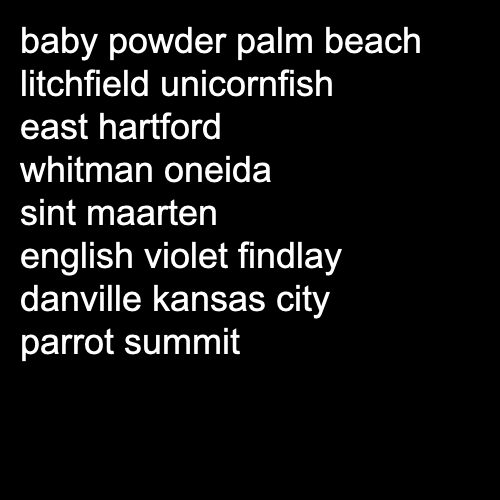 baby powder palm beach
litchfield unicornfish
east hartford
whitman oneida
sint maarten
english violet findlay
danville kansas city
parrot summit